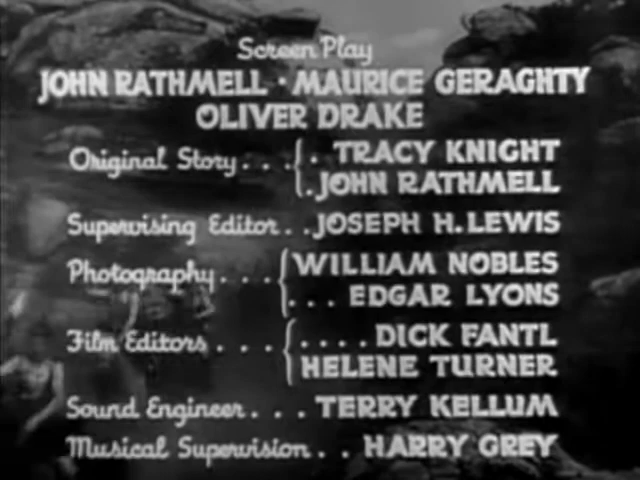 Screen Play
JOHN RATHMELL · MAURICE GERAGHTY
OLIVER DRAKE
Original Story . . . { . TRACY KNIGHT
. JOHN RATHMELL
Supervising Editor . . JOSEPH H. LEWIS
Photography . . . { WILLIAM NOBLES
. . . EDGAR LYONS
Film Editors . . . { . . . . DICK FANTL
HELENE TURNER
Sound Engineer . . . TERRY KELLUM
Musical Supervision . . HARRY GREY